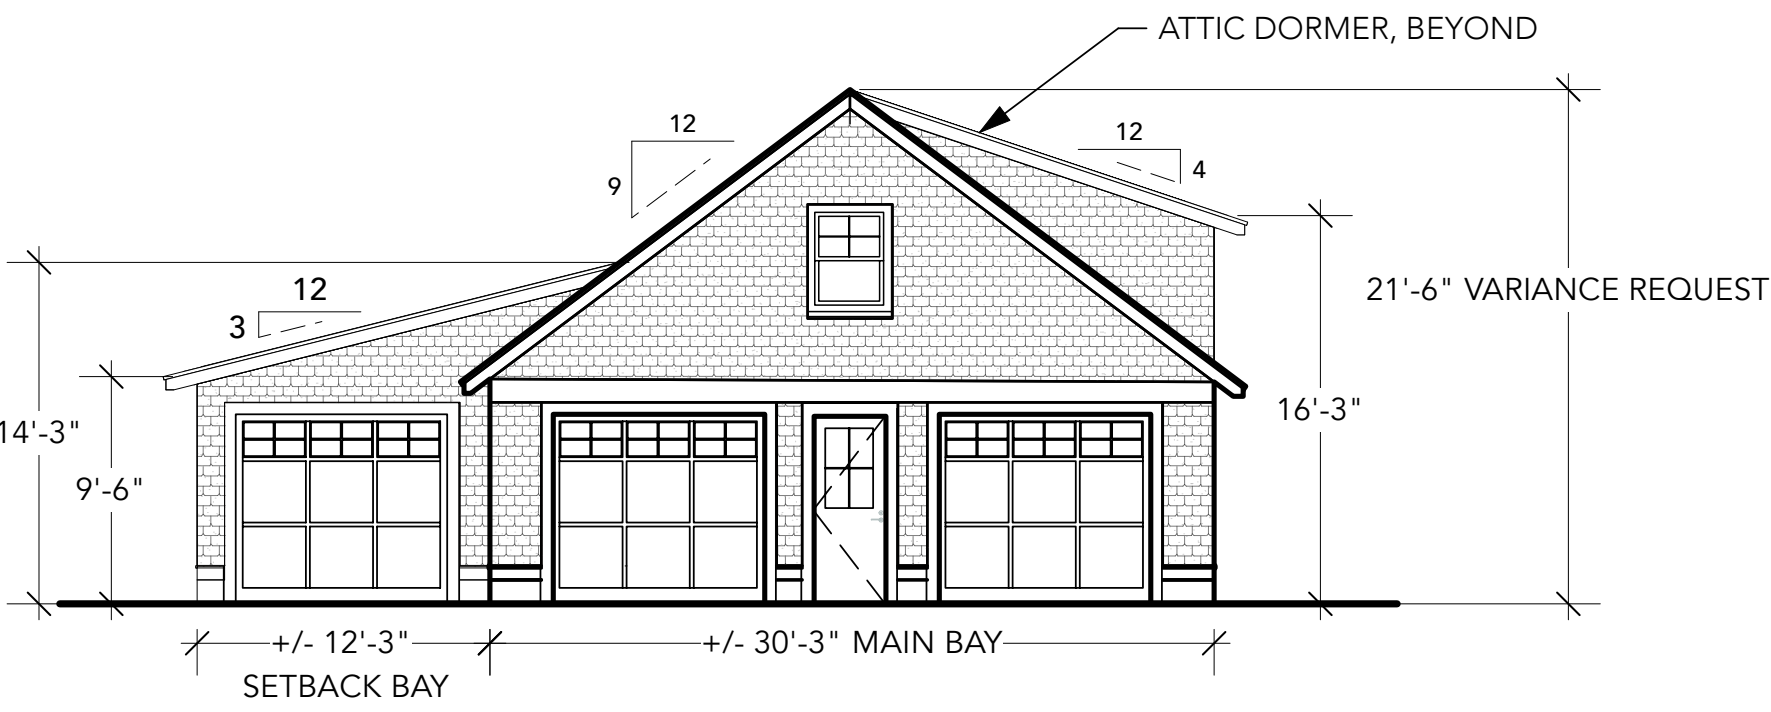 ATTIC DORMER, BEYOND
12
9
12
4
12
3
21'-6" VARIANCE REQUEST
16'-3"
14'-3"
9'-6"
+/- 12'-3"
+/- 30'-3" MAIN BAY
SETBACK BAY